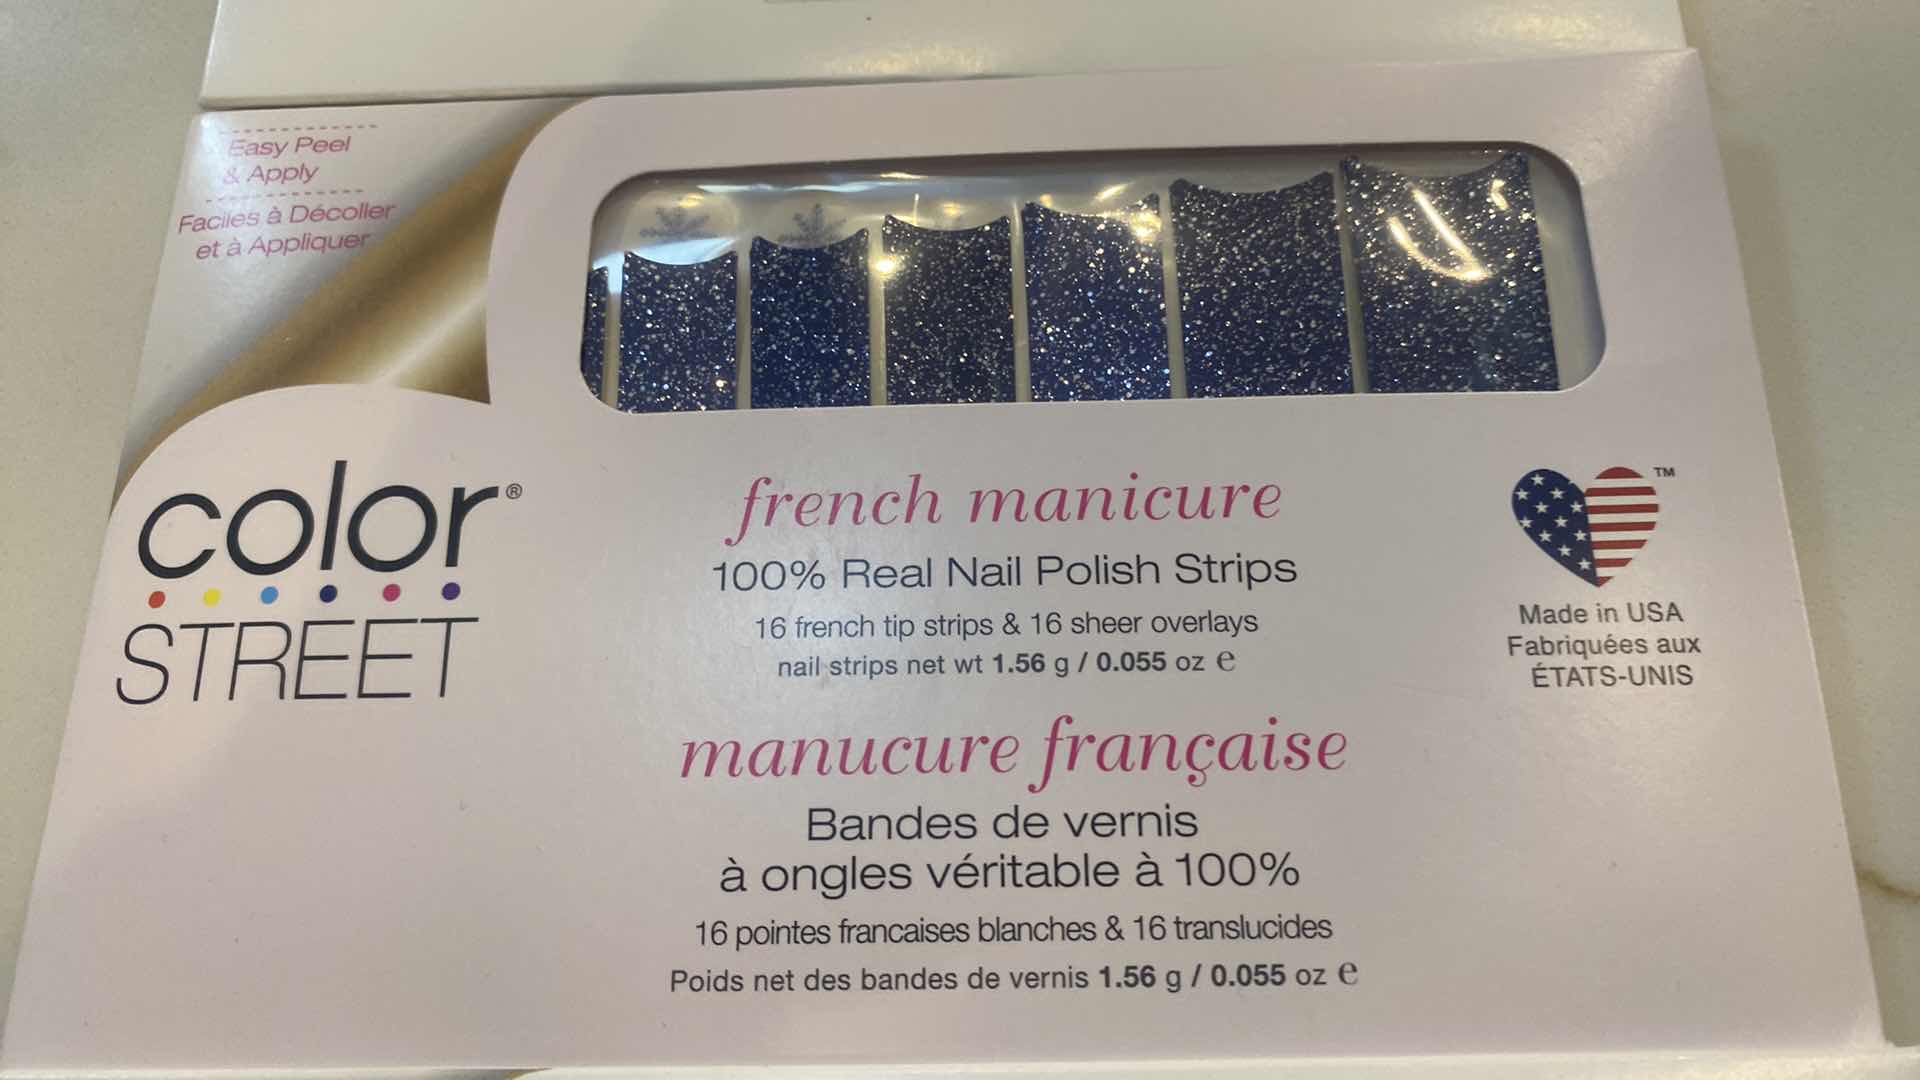 Easy Peel
& Apply
Faciles à Décoller
et à Appliquer
color®
STREET
french manicure
100% Real Nail Polish Strips
16 french tip strips & 16 sheer overlays
nail strips net wt 1.56 g / 0.055 oz e
manucure française
Bandes de vernis
à ongles véritable à 100%
16 pointes francaises blanches & 16 translucides
Poids net des bandes de vernis 1.56 g / 0.055 oz e
TM
Made in USA
Fabriquées aux
ÉTATS-UNIS